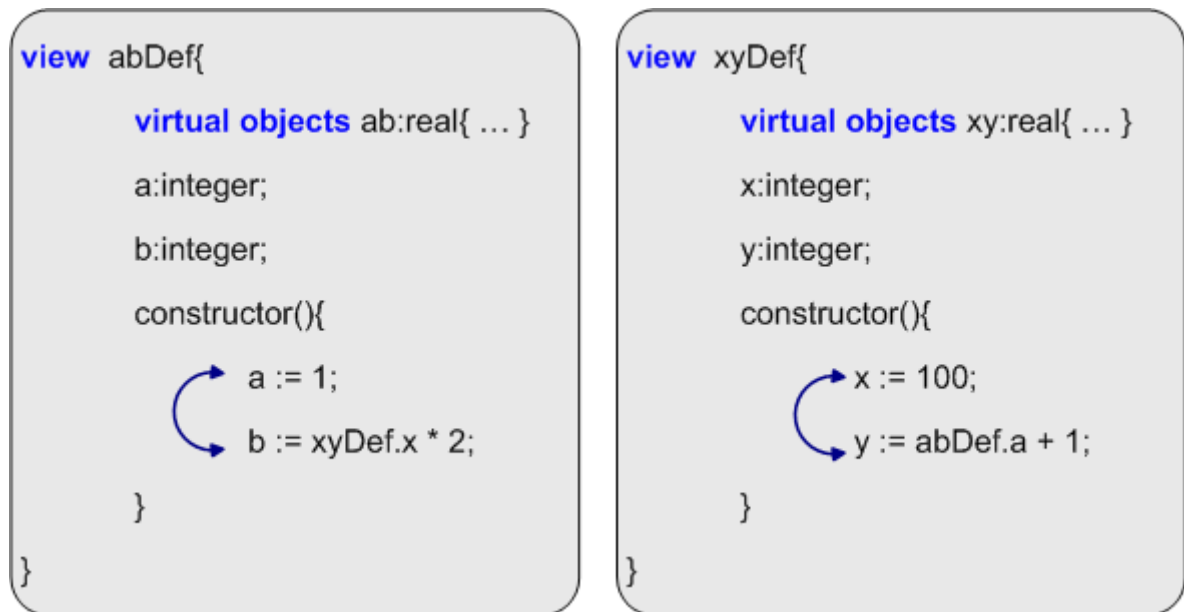 view abDef{
virtual objects ab:real{ … }
a:integer;
b:integer;
constructor(){
a := 1;
b := xyDef.x * 2;
}
}
view xyDef{
virtual objects xy:real{ … }
x:integer;
y:integer;
constructor(){
x := 100;
y := abDef.a + 1;
}
}